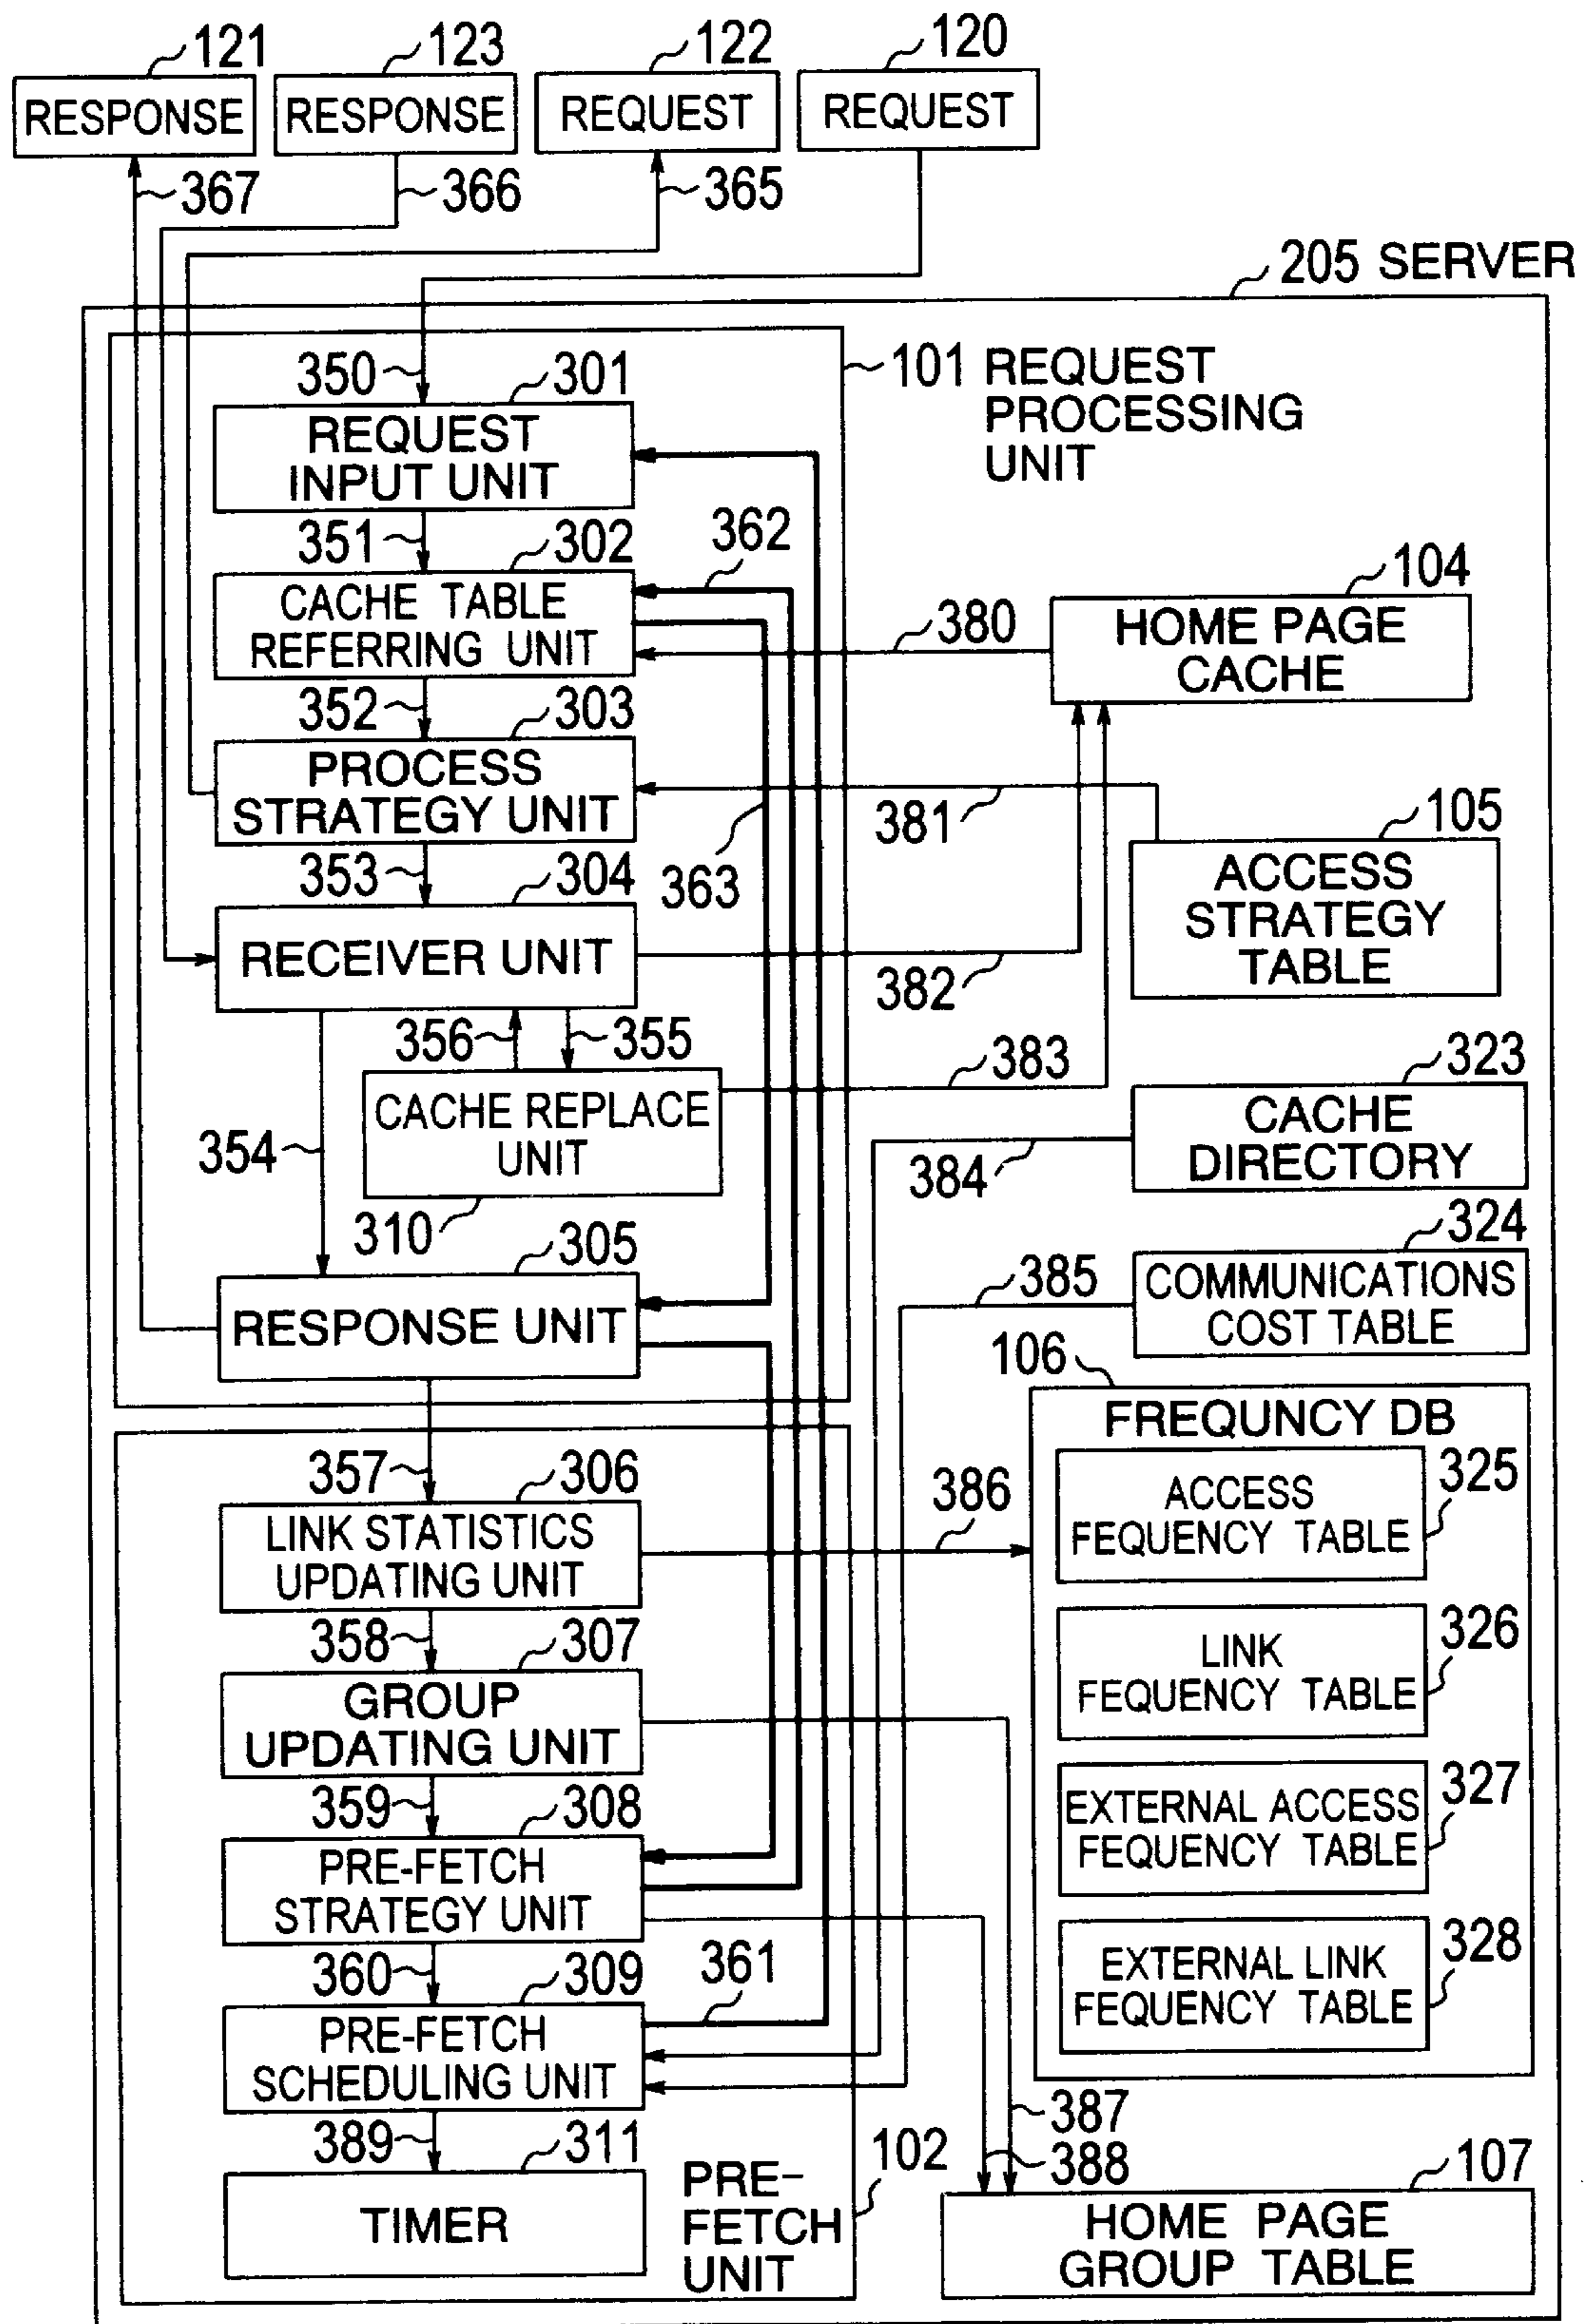 121
123
122
120
RESPONSE
RESPONSE
REQUEST
REQUEST
367
366
365
205 SERVER
350
301
101 REQUEST
PROCESSING
UNIT
REQUEST
INPUT UNIT
351
302
362
CACHE TABLE
REFERRING UNIT
380
104
HOME PAGE
CACHE
352
303
PROCESS
STRATEGY UNIT
381
363
105
ACCESS
STRATEGY
TABLE
353
304
RECEIVER UNIT
382
356
355
383
323
CACHE
DIRECTORY
CACHE REPLACE
UNIT
354
384
310
305
324
385
COMMUNICATIONS
COST TABLE
RESPONSE UNIT
106
FREQUNCY DB
357
306
386
ACCESS
FEQUENCY TABLE
325
LINK STATISTICS
UPDATING UNIT
358
307
LINK
FEQUENCY TABLE
326
GROUP
UPDATING UNIT
359
308
EXTERNAL ACCESS
FEQUENCY TABLE
327
PRE-FETCH
STRATEGY UNIT
360
309
361
EXTERNAL LINK
FEQUENCY TABLE
328
PRE-FETCH
SCHEDULING UNIT
389
311
387
388
102
PRE-
FETCH
UNIT
107
TIMER
HOME PAGE
GROUP TABLE